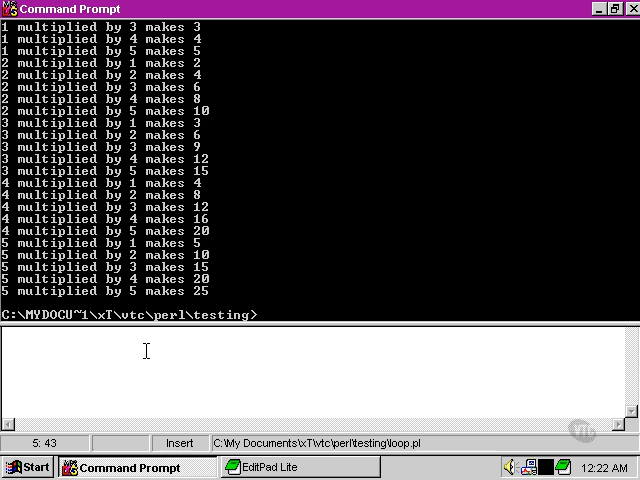 Command Prompt
1 multiplied by 3 makes 3
1 multiplied by 4 makes 4
1 multiplied by 5 makes 5
2 multiplied by 1 makes 2
2 multiplied by 2 makes 4
2 multiplied by 3 makes 6
2 multiplied by 4 makes 8
2 multiplied by 5 makes 10
3 multiplied by 1 makes 3
3 multiplied by 2 makes 6
3 multiplied by 3 makes 9
3 multiplied by 4 makes 12
3 multiplied by 5 makes 15
4 multiplied by 1 makes 4
4 multiplied by 2 makes 8
4 multiplied by 3 makes 12
4 multiplied by 4 makes 16
4 multiplied by 5 makes 20
5 multiplied by 1 makes 5
5 multiplied by 2 makes 10
5 multiplied by 3 makes 15
5 multiplied by 4 makes 20
5 multiplied by 5 makes 25
C:\MYDOCU~1\xT\vtc\perl\testing>
VTC
5: 43 Insert C:\My Documents\xT\vtc\perl\testing\loop.pl
Start Command Prompt EditPad Lite 12:22 AM